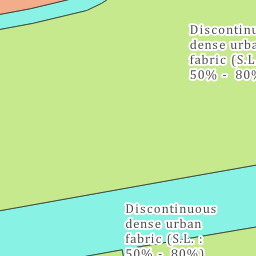 Discontinu
dense urba
fabric (S.L
50% - 80%
Discontinuous
dense urban
fabric (S.L. :
50% - 80%)